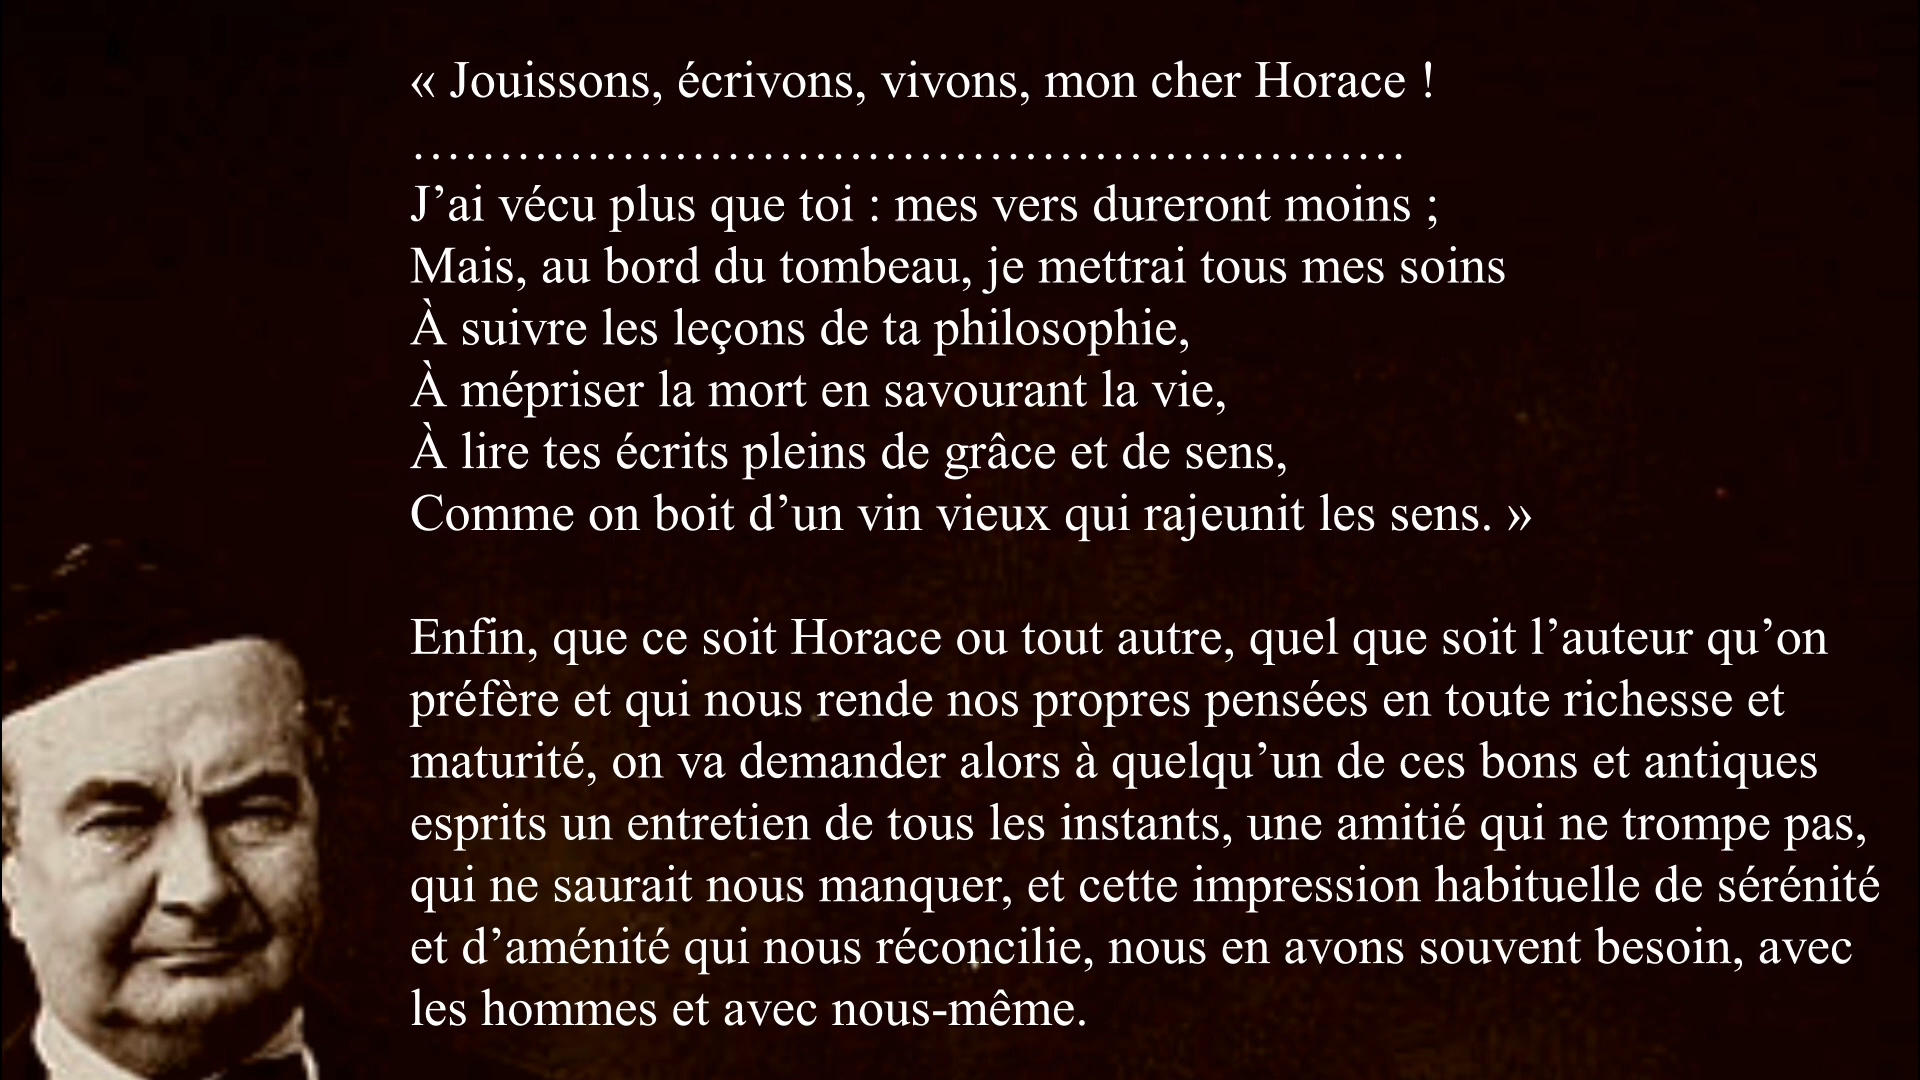 « Jouissons, écrivons, vivons, mon cher Horace !
…………………………………………………
J’ai vécu plus que toi : mes vers dureront moins ;
Mais, au bord du tombeau, je mettrai tous mes soins
À suivre les leçons de ta philosophie,
À mépriser la mort en savourant la vie,
À lire tes écrits pleins de grâce et de sens,
Comme on boit d’un vin vieux qui rajeunit les sens. »
Enfin, que ce soit Horace ou tout autre, quel que soit l’auteur qu’on
préfère et qui nous rende nos propres pensées en toute richesse et
maturité, on va demander alors à quelqu’un de ces bons et antiques
esprits un entretien de tous les instants, une amitié qui ne trompe pas,
qui ne saurait nous manquer, et cette impression habituelle de sérénité
et d’aménité qui nous réconcilie, nous en avons souvent besoin, avec
les hommes et avec nous-même.